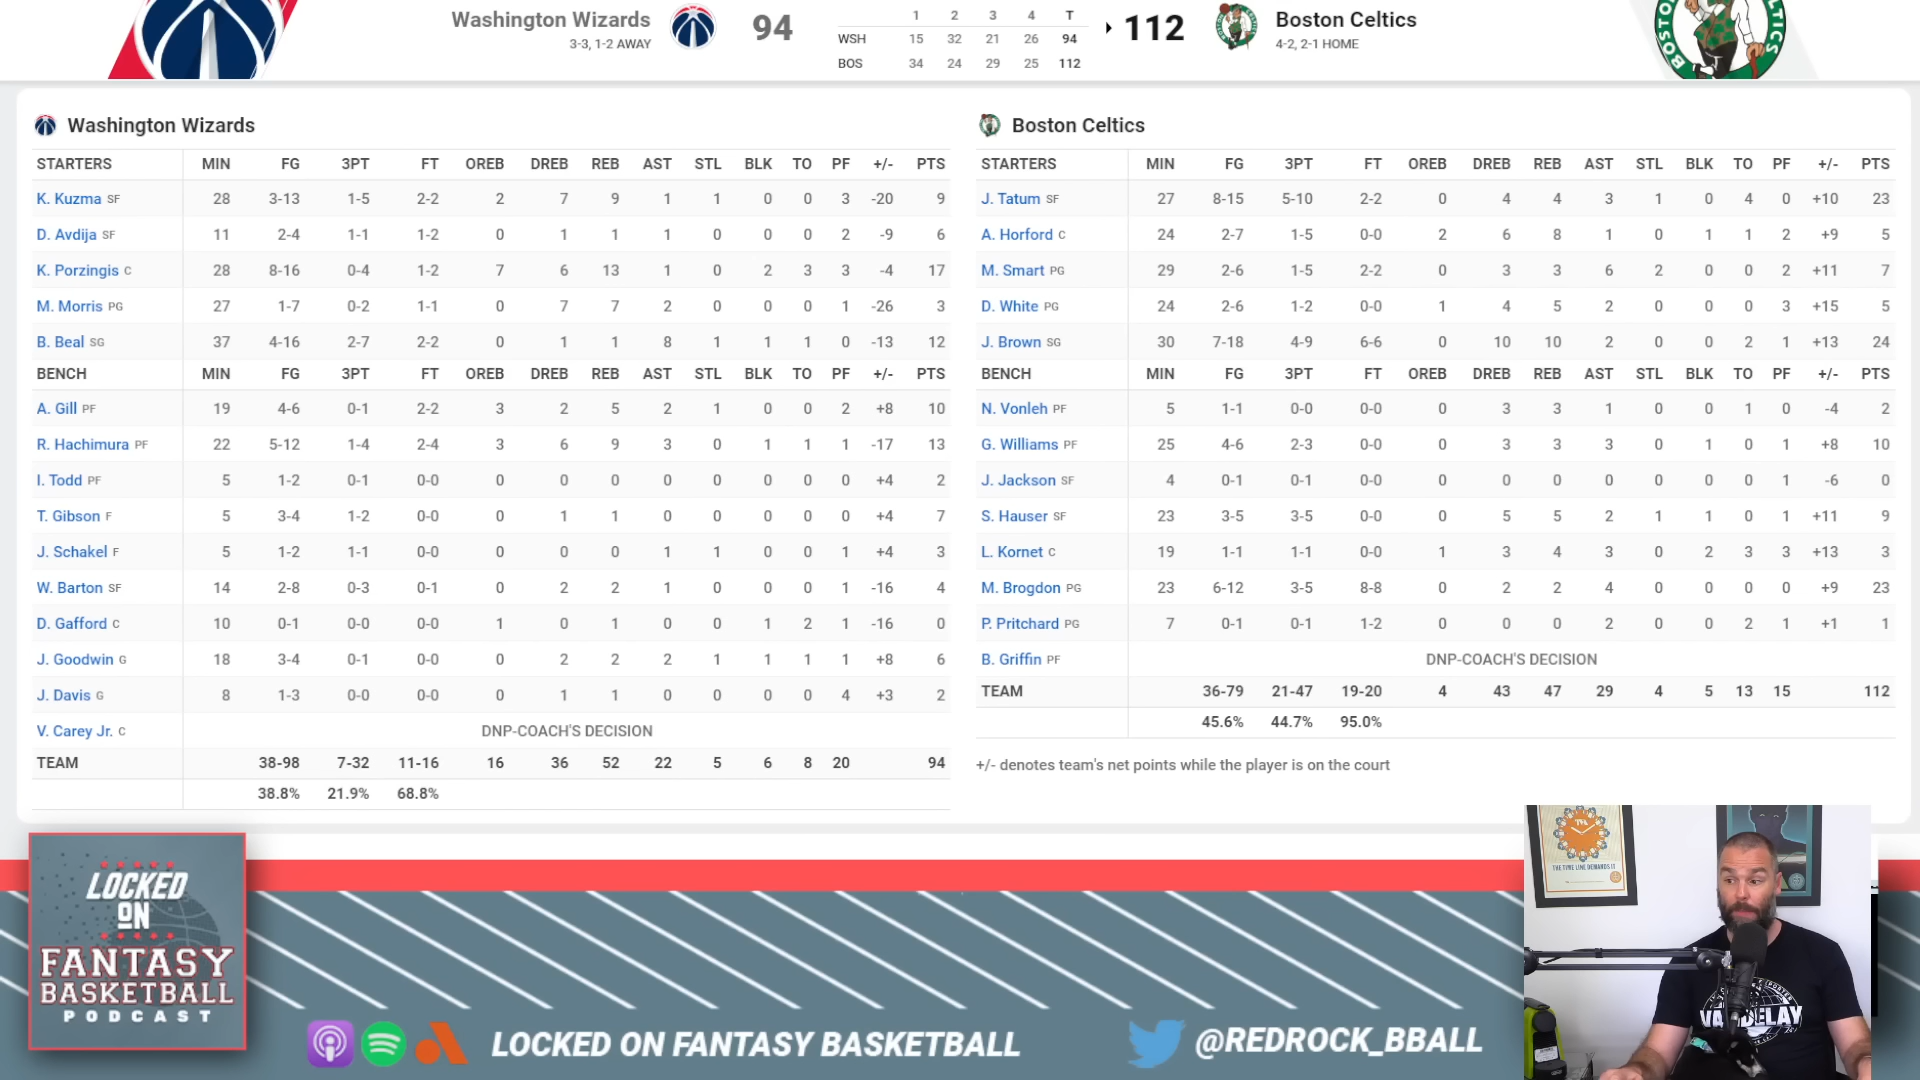 Washington Wizards
3-3, 1-2 AWAY
94
1 2 3 4 T
WSH 15 32 21 26 94
BOS 34 24 29 25 112
112
Boston Celtics
4-2, 2-1 HOME
Washington Wizards
STARTERS MIN FG 3PT FT OREB DREB REB AST STL BLK TO PF +/- PTS
K. Kuzma SF 28 3-13 1-5 2-2 2 7 9 1 1 0 0 3 -20 9
D. Avdija SF 11 2-4 1-1 1-2 0 1 1 1 0 0 0 2 -9 6
K. Porzingis C 28 8-16 0-4 1-2 7 6 13 1 0 2 3 3 -4 17
M. Morris PG 27 1-7 0-2 1-1 0 7 7 2 0 0 0 1 -26 3
B. Beal SG 37 4-16 2-7 2-2 0 1 1 8 1 1 1 0 -13 12
BENCH MIN FG 3PT FT OREB DREB REB AST STL BLK TO PF +/- PTS
A. Gill PF 19 4-6 0-1 2-2 3 2 5 2 1 0 0 2 +8 10
R. Hachimura PF 22 5-12 1-4 2-4 3 6 9 3 0 1 1 1 -17 13
I. Todd PF 5 1-2 0-1 0-0 0 0 0 0 0 0 0 0 +4 2
T. Gibson F 5 3-4 1-2 0-0 0 1 1 0 0 0 0 0 +4 7
J. Schakel F 5 1-2 1-1 0-0 0 0 0 1 1 0 0 1 +4 3
W. Barton SF 14 2-8 0-3 0-1 0 2 2 1 0 0 0 1 -16 4
D. Gafford C 10 0-1 0-0 0-0 1 0 1 0 0 1 2 1 -16 0
J. Goodwin G 18 3-4 0-1 0-0 0 2 2 2 1 1 1 1 +8 6
J. Davis G 8 1-3 0-0 0-0 0 1 1 0 0 0 0 4 +3 2
V. Carey Jr. C DNP-COACH'S DECISION
TEAM 38-98 7-32 11-16 16 36 52 22 5 6 8 20 94
38.8% 21.9% 68.8%
Boston Celtics
STARTERS MIN FG 3PT FT OREB DREB REB AST STL BLK TO PF +/- PTS
J. Tatum SF 27 8-15 5-10 2-2 0 4 4 3 1 0 4 0 +10 23
A. Horford C 24 2-7 1-5 0-0 2 6 8 1 0 1 1 2 +9 5
M. Smart PG 29 2-6 1-5 2-2 0 3 3 6 2 0 0 2 +11 7
D. White PG 24 2-6 1-2 0-0 1 4 5 2 0 0 0 3 +15 5
J. Brown SG 30 7-18 4-9 6-6 0 10 10 2 0 0 2 1 +13 24
BENCH MIN FG 3PT FT OREB DREB REB AST STL BLK TO PF +/- PTS
N. Vonleh PF 5 1-1 0-0 0-0 0 3 3 1 0 0 1 0 -4 2
G. Williams PF 25 4-6 2-3 0-0 0 3 3 3 0 1 0 1 +8 10
J. Jackson SF 4 0-1 0-1 0-0 0 0 0 0 0 0 0 1 -6 0
S. Hauser SF 23 3-5 3-5 0-0 0 5 5 2 1 1 0 1 +11 9
L. Kornet C 19 1-1 1-1 0-0 1 3 4 3 0 2 3 3 +13 3
M. Brogdon PG 23 6-12 3-5 8-8 0 2 2 4 0 0 0 0 +9 23
P. Pritchard PG 7 0-1 0-1 1-2 0 0 0 2 0 0 2 1 +1 1
B. Griffin PF DNP-COACH'S DECISION
TEAM 36-79 21-47 19-20 4 43 47 29 4 5 13 15 112
45.6% 44.7% 95.0%
+/- denotes team's net points while the player is on the court
LOCKED
ON
FANTASY
BASKETBALL
PODCAST
LOCKED ON FANTASY BASKETBALL
@REDROCK_BBALL